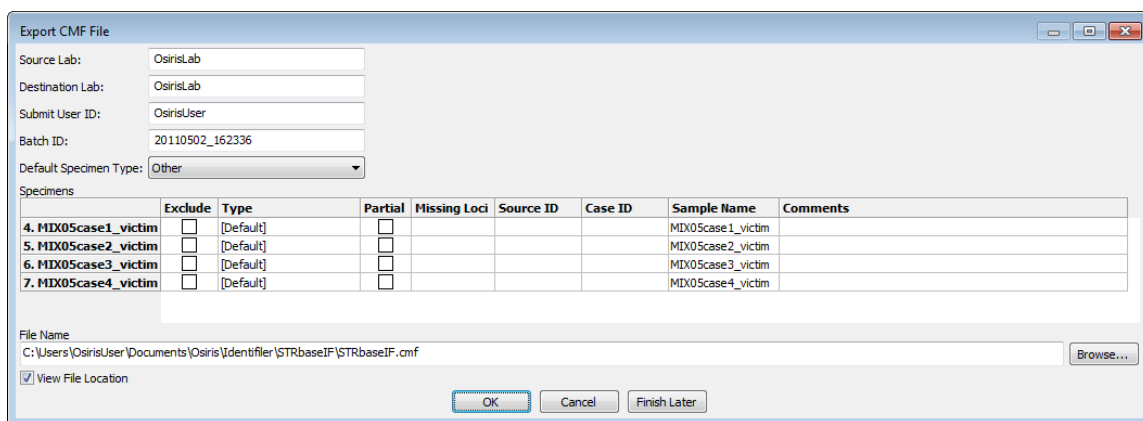 Export CMF File
Source Lab: OsirisLab
Destination Lab: OsirisLab
Submit User ID: OsirisUser
Batch ID: 20110502_162336
Default Specimen Type: Other
Specimens
Exclude Type Partial Missing Loci Source ID Case ID Sample Name Comments
4. MIX05case1_victim [Default] MIX05case1_victim
5. MIX05case2_victim [Default] MIX05case2_victim
6. MIX05case3_victim [Default] MIX05case3_victim
7. MIX05case4_victim [Default] MIX05case4_victim
File Name
C:\Users\OsirisUser\Documents\Osiris\Identifiler\STRbaseIF\STRbaseIF.cmf Browse...
View File Location
OK Cancel Finish Later